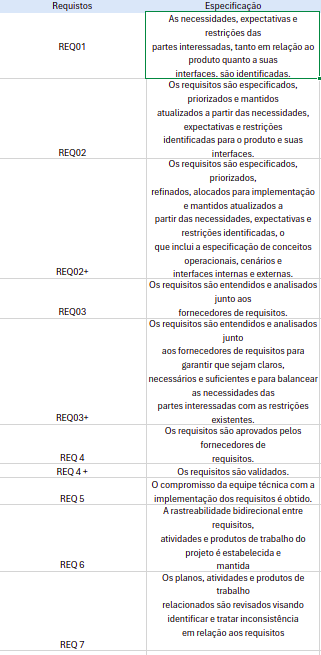 Requistos
Especificação
REQ01
As necessidades, expectativas e
restrições das
partes interessadas, tanto em relação ao
produto quanto a suas
interfaces, são identificadas.
REQ02
Os requisitos são especificados,
priorizados e mantidos
atualizados a partir das necessidades,
expectativas e restrições
identificadas para o produto e suas
interfaces.
REQ02+
Os requisitos são especificados,
priorizados,
refinados, alocados para implementação
e mantidos atualizados a
partir das necessidades, expectativas e
restrições identificadas, o
que inclui a especificação de conceitos
operacionais, cenários e
interfaces internas e externas.
REQ03
Os requisitos são entendidos e analisados
junto aos
fornecedores de requisitos.
REQ03+
Os requisitos são entendidos e analisados
junto
aos fornecedores de requisitos para
garantir que sejam claros,
necessários e suficientes e para balancear
as necessidades das
partes interessadas com as restrições
existentes.
REQ 4
Os requisitos são aprovados pelos
fornecedores de
requisitos.
REQ 4 +
Os requisitos são validados.
REQ 5
O compromisso da equipe técnica com a
implementação dos requisitos é obtido.
REQ 6
A rastreabilidade bidirecional entre
requisitos,
atividades e produtos de trabalho do
projeto é estabelecida e
mantida
REQ 7
Os planos, atividades e produtos de
trabalho
relacionados são revisados visando
identificar e tratar inconsistência
em relação aos requisitos